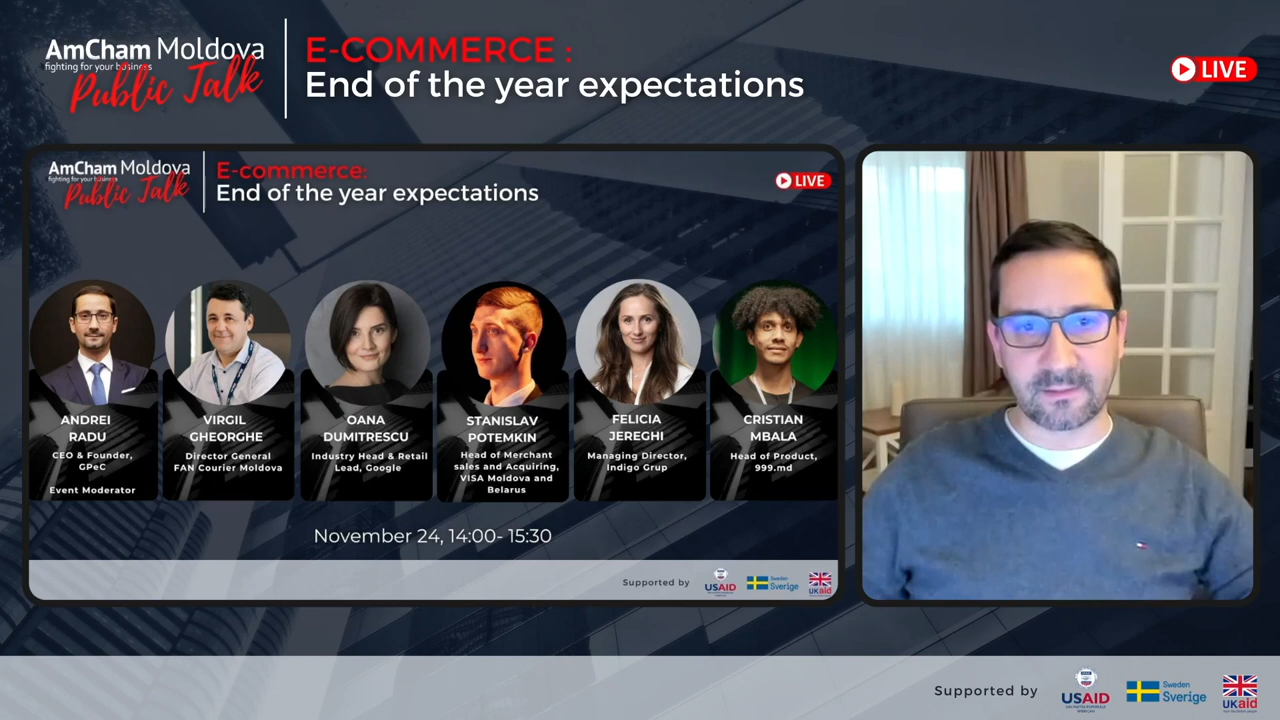 AmCham Moldova
fighting for your business
Public Talk
E-COMMERCE :
End of the year expectations
LIVE
AmCham Moldova
fighting for your business
Public Talk
E-commerce:
End of the year expectations
LIVE
ANDREI
RADU
CEO & Founder,
GPeC
Event Moderator
VIRGIL
GHEORGHE
Director General
FAN Courier Moldova
OANA
DUMITRESCU
Industry Head & Retail
Lead, Google
STANISLAV
POTEMKIN
Head of Merchant
sales and Acquiring,
VISA Moldova and
Belarus
FELICIA
JEREGHI
Managing Director,
Indigo Grup
CRISTIAN
MBALA
Head of Product,
999.md
November 24, 14:00- 15:30
Supported by
USAID
Sweden
Sverige
UKaid
Supported by
USAID
Sweden
Sverige
UKaid